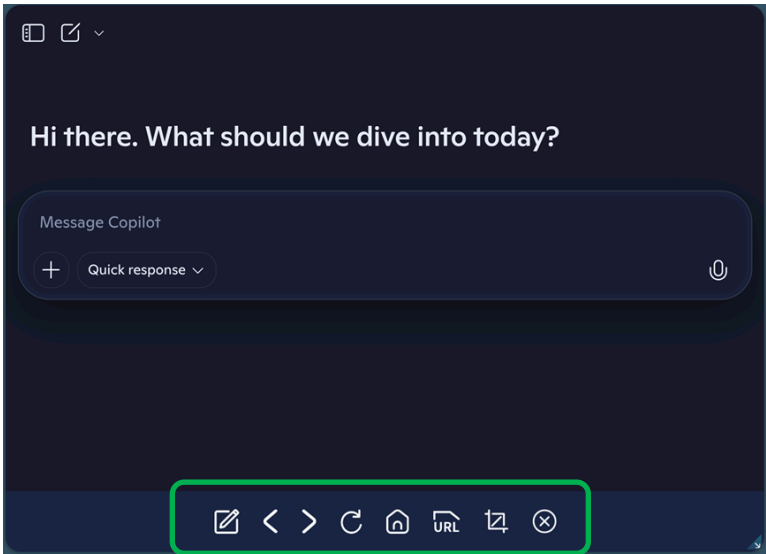 Hi there. What should we dive into today?
Message Copilot
Quick response
URL